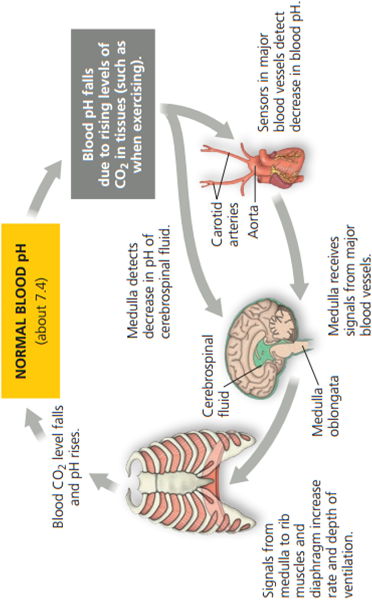 NORMAL BLOOD pH
(about 7.4)
Blood pH falls
due to rising levels of
CO₂ in tissues (such as
when exercising).
Sensors in major
blood vessels detect
decrease in blood pH.
Carotid
arteries
Aorta
Medulla detects
decrease in pH of
cerebrospinal fluid.
Medulla receives
signals from major
blood vessels.
Cerebrospinal
fluid
Medulla
oblongata
Signals from
medulla to rib
muscles and
diaphragm increase
rate and depth of
ventilation.
Blood CO₂ level falls
and pH rises.